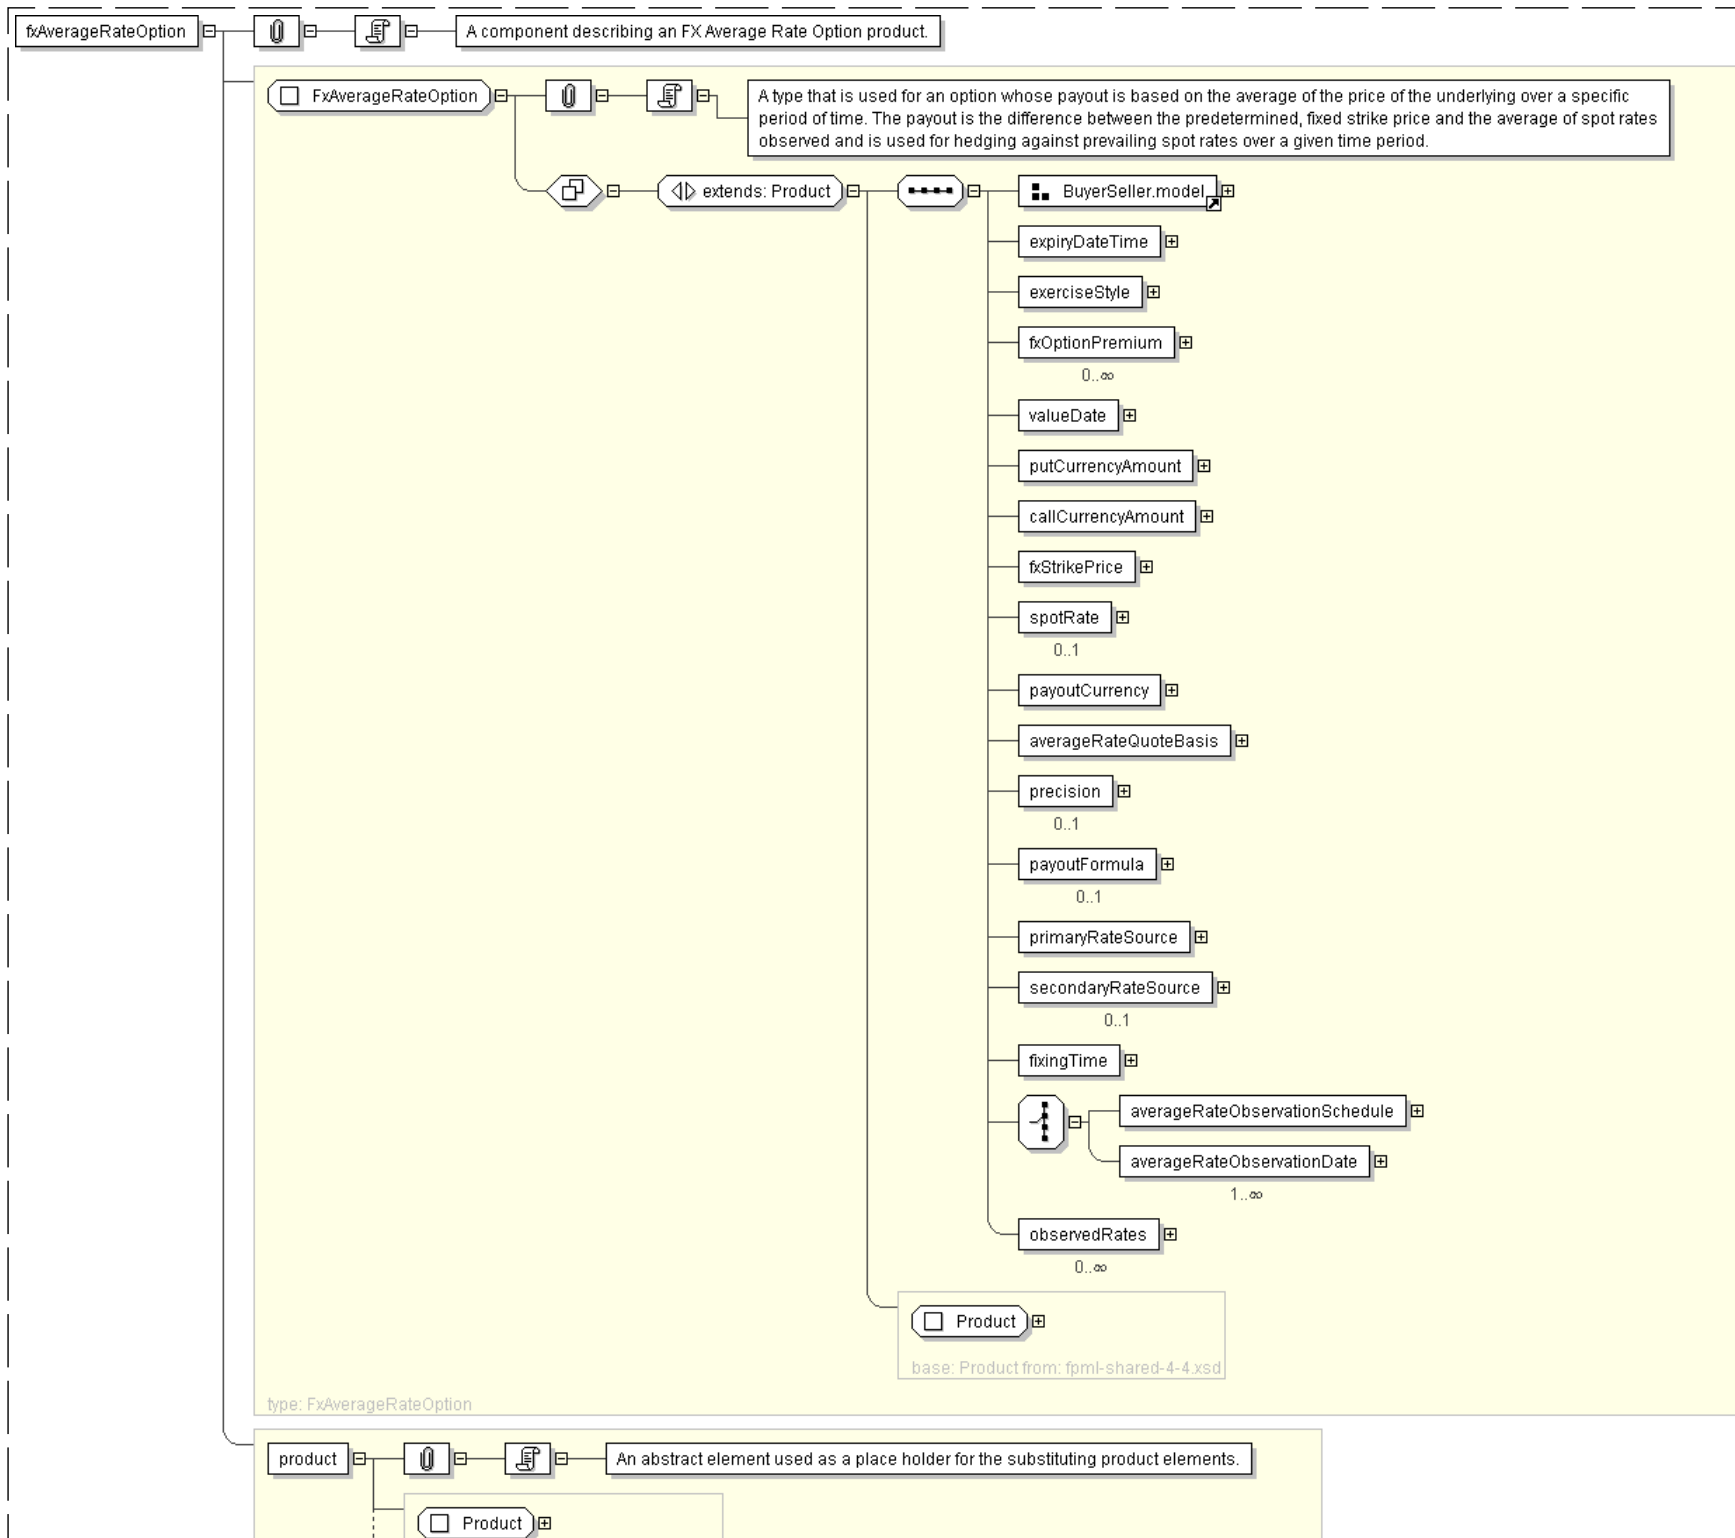 fxAverageRateOption
A component describing an FX Average Rate Option product.
FxAverageRateOption
A type that is used for an option whose payout is based on the average of the price of the underlying over a specific
period of time. The payout is the difference between the predetermined, fixed strike price and the average of spot rates
observed and is used for hedging against prevailing spot rates over a given time period.
extends: Product
BuyerSeller.model
expiryDateTime
exerciseStyle
fxOptionPremium
0..∞
valueDate
putCurrencyAmount
callCurrencyAmount
fxStrikePrice
spotRate
0..1
payoutCurrency
averageRateQuoteBasis
precision
0..1
payoutFormula
0..1
primaryRateSource
secondaryRateSource
0..1
fixingTime
averageRateObservationSchedule
averageRateObservationDate
1..∞
observedRates
0..∞
Product
base: Product from: fpml-shared-4-4.xsd
type: FxAverageRateOption
product
An abstract element used as a place holder for the substituting product elements.
Product